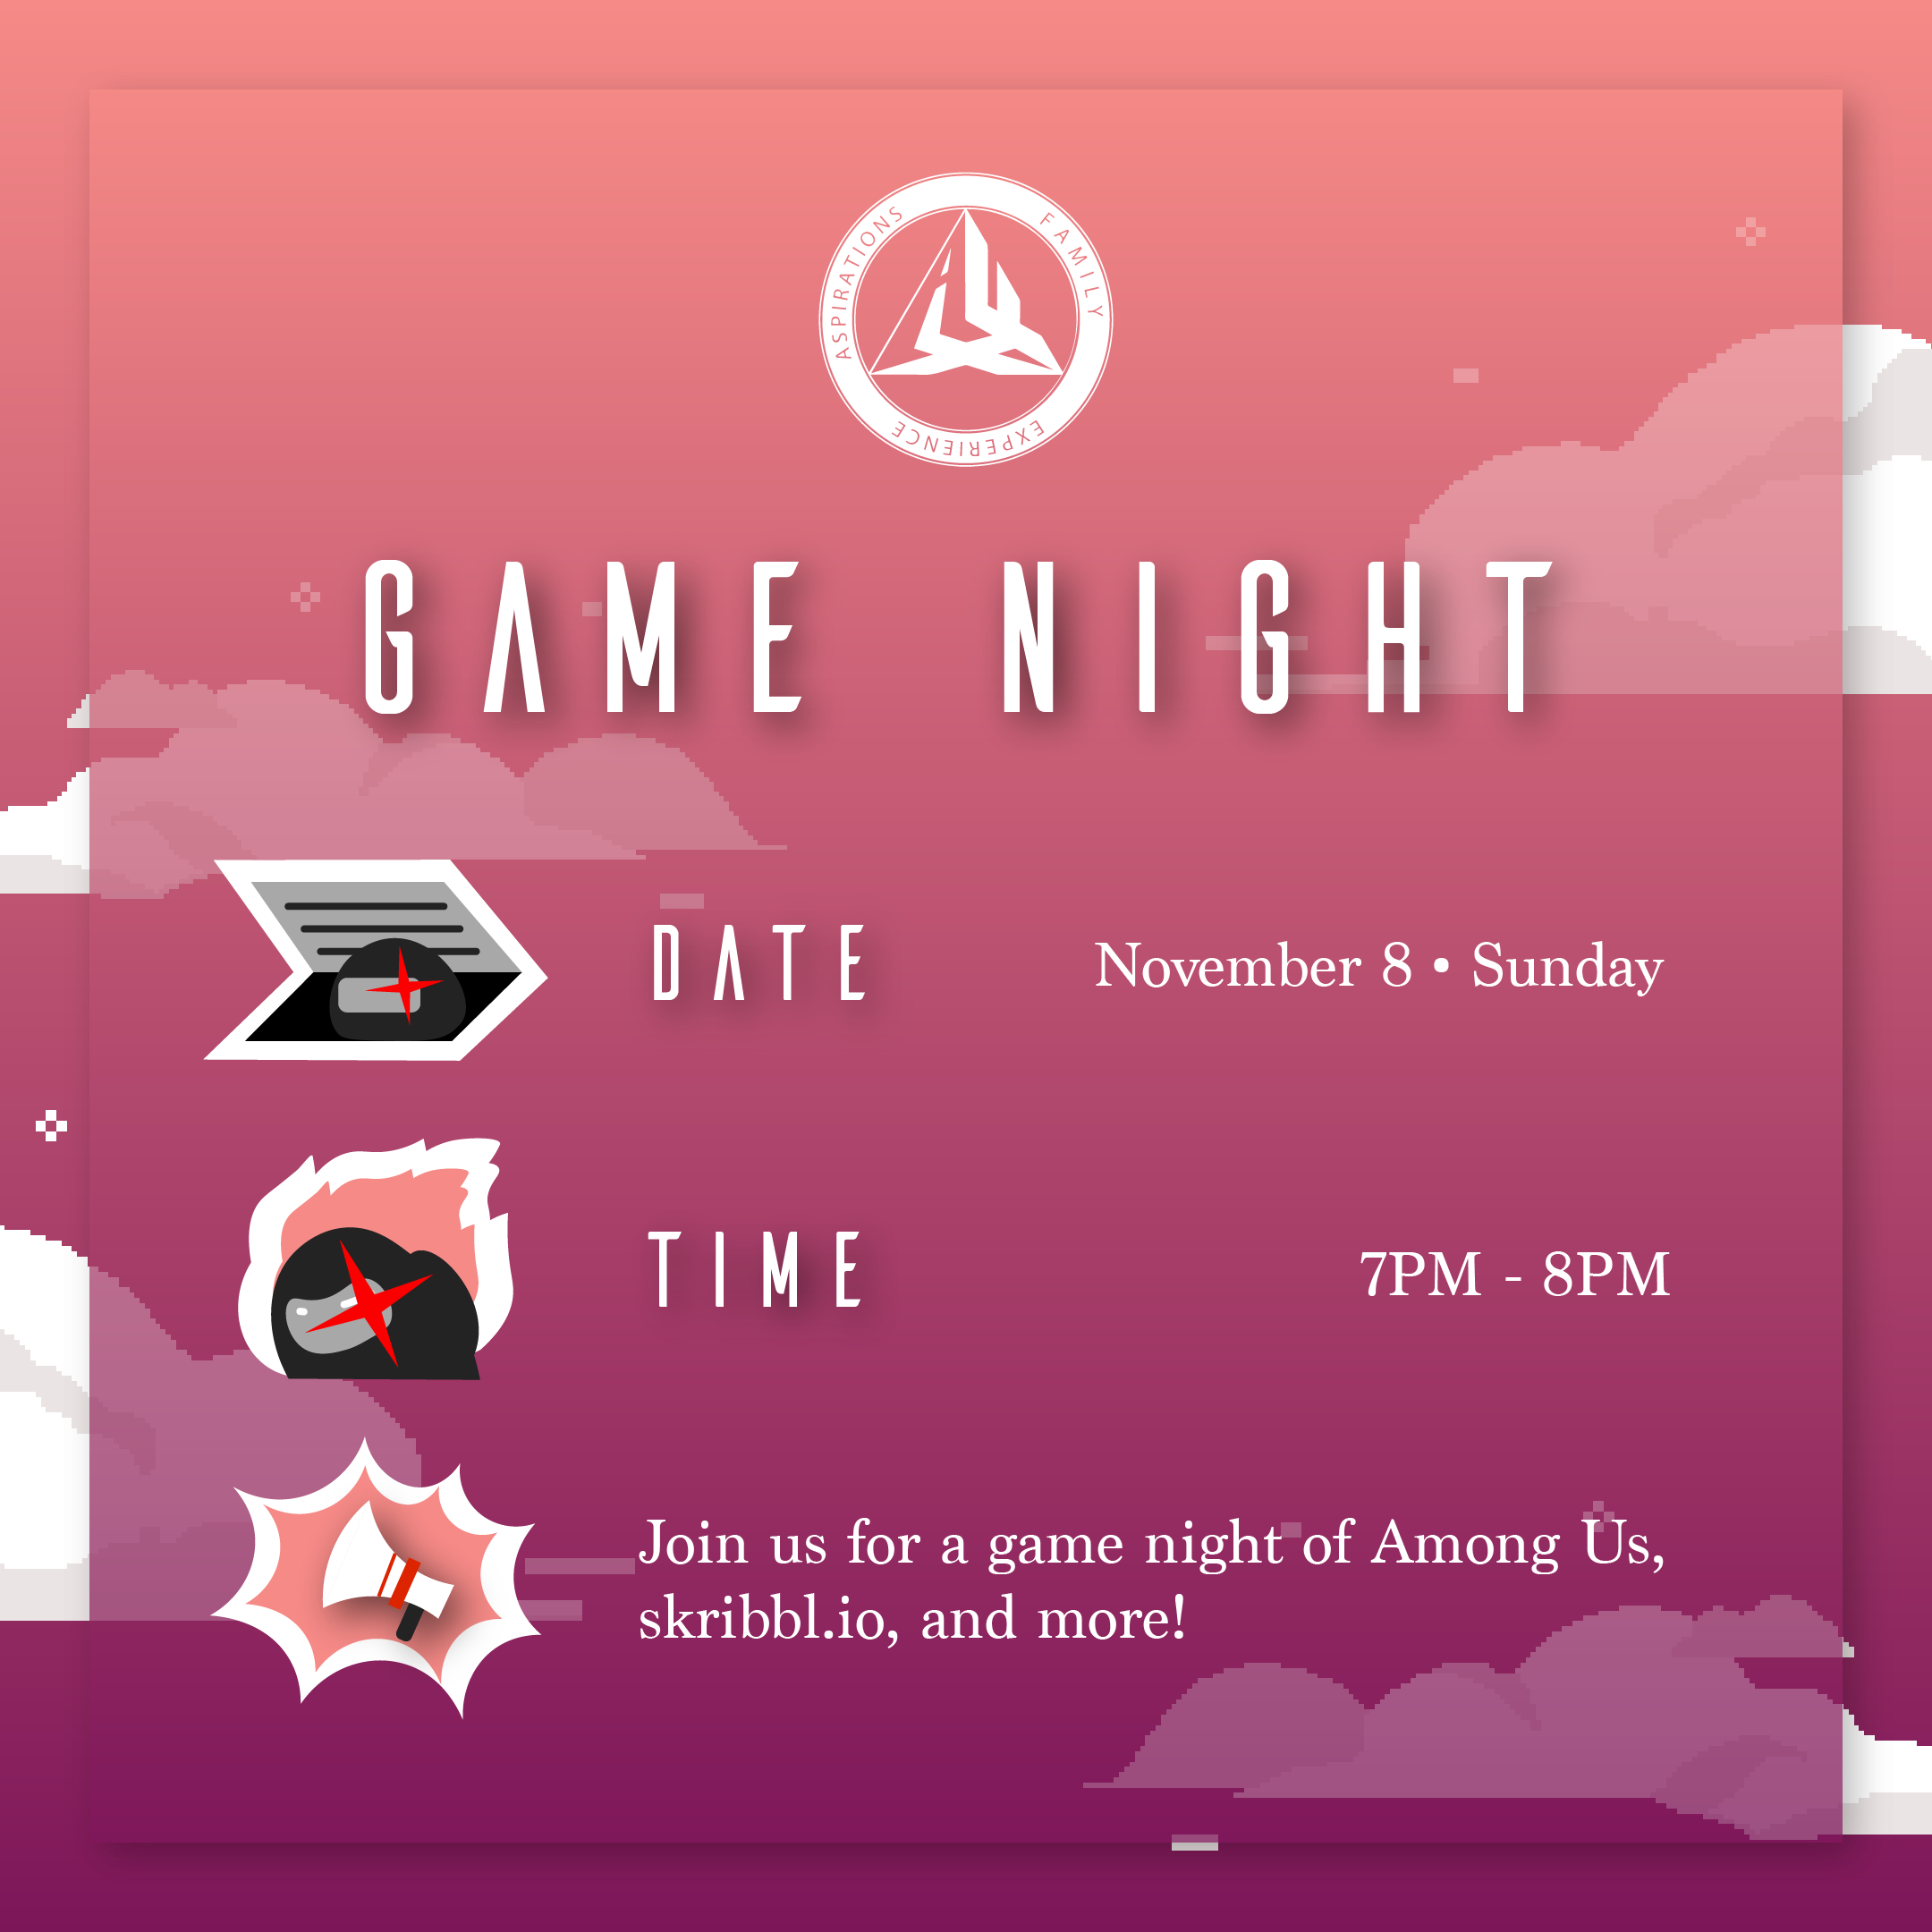 ASPIRATIONS
FAMILY
EXPERIENCE
GAME NIGHT
DATE
November 8 • Sunday
TIME
7PM - 8PM
Join us for a game night of Among Us,
skribbl.io, and more!